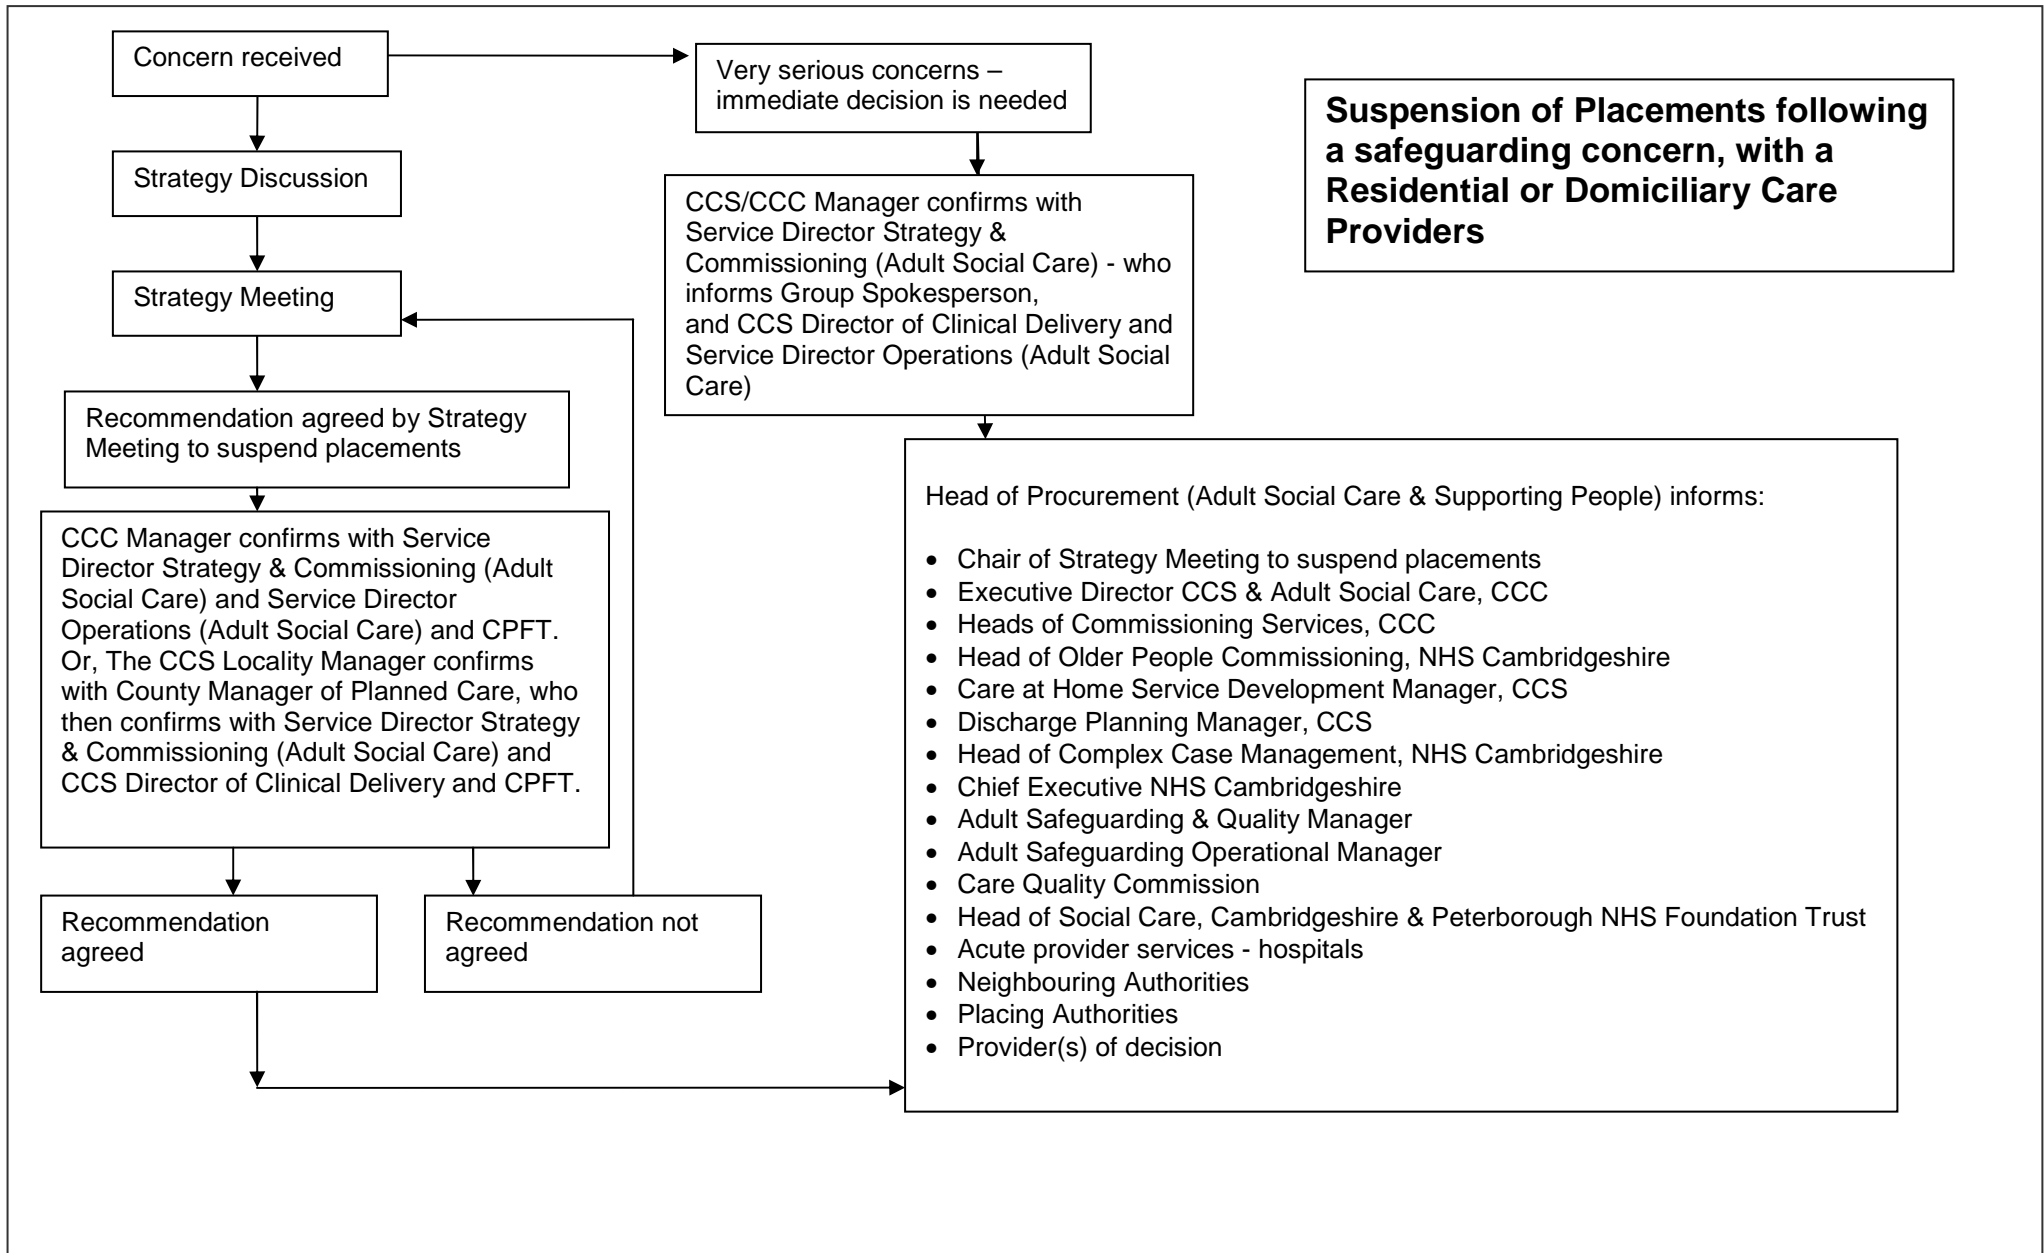 Concern received
Very serious concerns –
immediate decision is needed
Suspension of Placements following
a safeguarding concern, with a
Residential or Domiciliary Care
Providers
Strategy Discussion
CCS/CCC Manager confirms with
Service Director Strategy &
Commissioning (Adult Social Care) - who
informs Group Spokesperson,
and CCS Director of Clinical Delivery and
Service Director Operations (Adult Social
Care)
Strategy Meeting
Recommendation agreed by Strategy
Meeting to suspend placements
CCC Manager confirms with Service
Director Strategy & Commissioning (Adult
Social Care) and Service Director
Operations (Adult Social Care) and CPFT.
Or, The CCS Locality Manager confirms
with County Manager of Planned Care, who
then confirms with Service Director Strategy
& Commissioning (Adult Social Care) and
CCS Director of Clinical Delivery and CPFT.
Recommendation
agreed
Recommendation not
agreed
Head of Procurement (Adult Social Care & Supporting People) informs:
• Chair of Strategy Meeting to suspend placements
• Executive Director CCS & Adult Social Care, CCC
• Heads of Commissioning Services, CCC
• Head of Older People Commissioning, NHS Cambridgeshire
• Care at Home Service Development Manager, CCS
• Discharge Planning Manager, CCS
• Head of Complex Case Management, NHS Cambridgeshire
• Chief Executive NHS Cambridgeshire
• Adult Safeguarding & Quality Manager
• Adult Safeguarding Operational Manager
• Care Quality Commission
• Head of Social Care, Cambridgeshire & Peterborough NHS Foundation Trust
• Acute provider services - hospitals
• Neighbouring Authorities
• Placing Authorities
• Provider(s) of decision